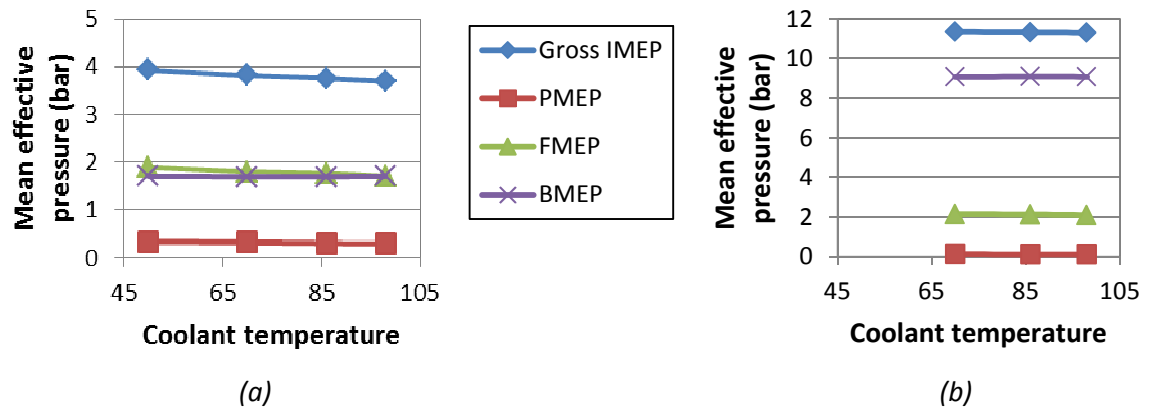 Mean effective
pressure (bar)
5
4
3
2
1
0
45
65
85
105
Coolant temperature
(a)
Gross IMEP
PMEP
FMEP
BMEP
Mean effective
pressure (bar)
12
10
8
6
4
2
0
45
65
85
105
Coolant temperature
(b)